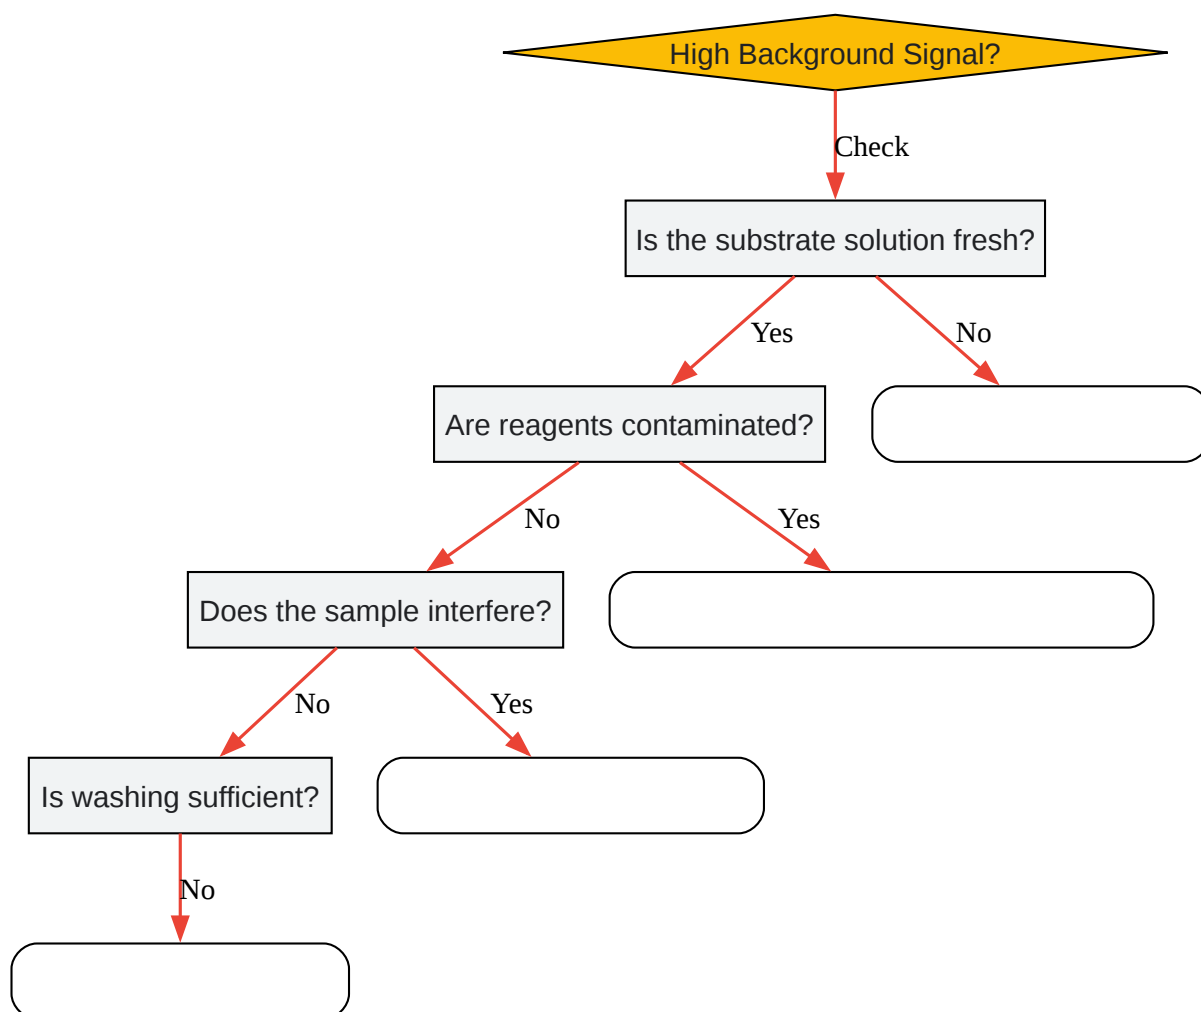 High Background Signal?
Check
Is the substrate solution fresh?
Yes
No
Are reagents contaminated?
No
Yes
Does the sample interfere?
No
Yes
Is washing sufficient?
No